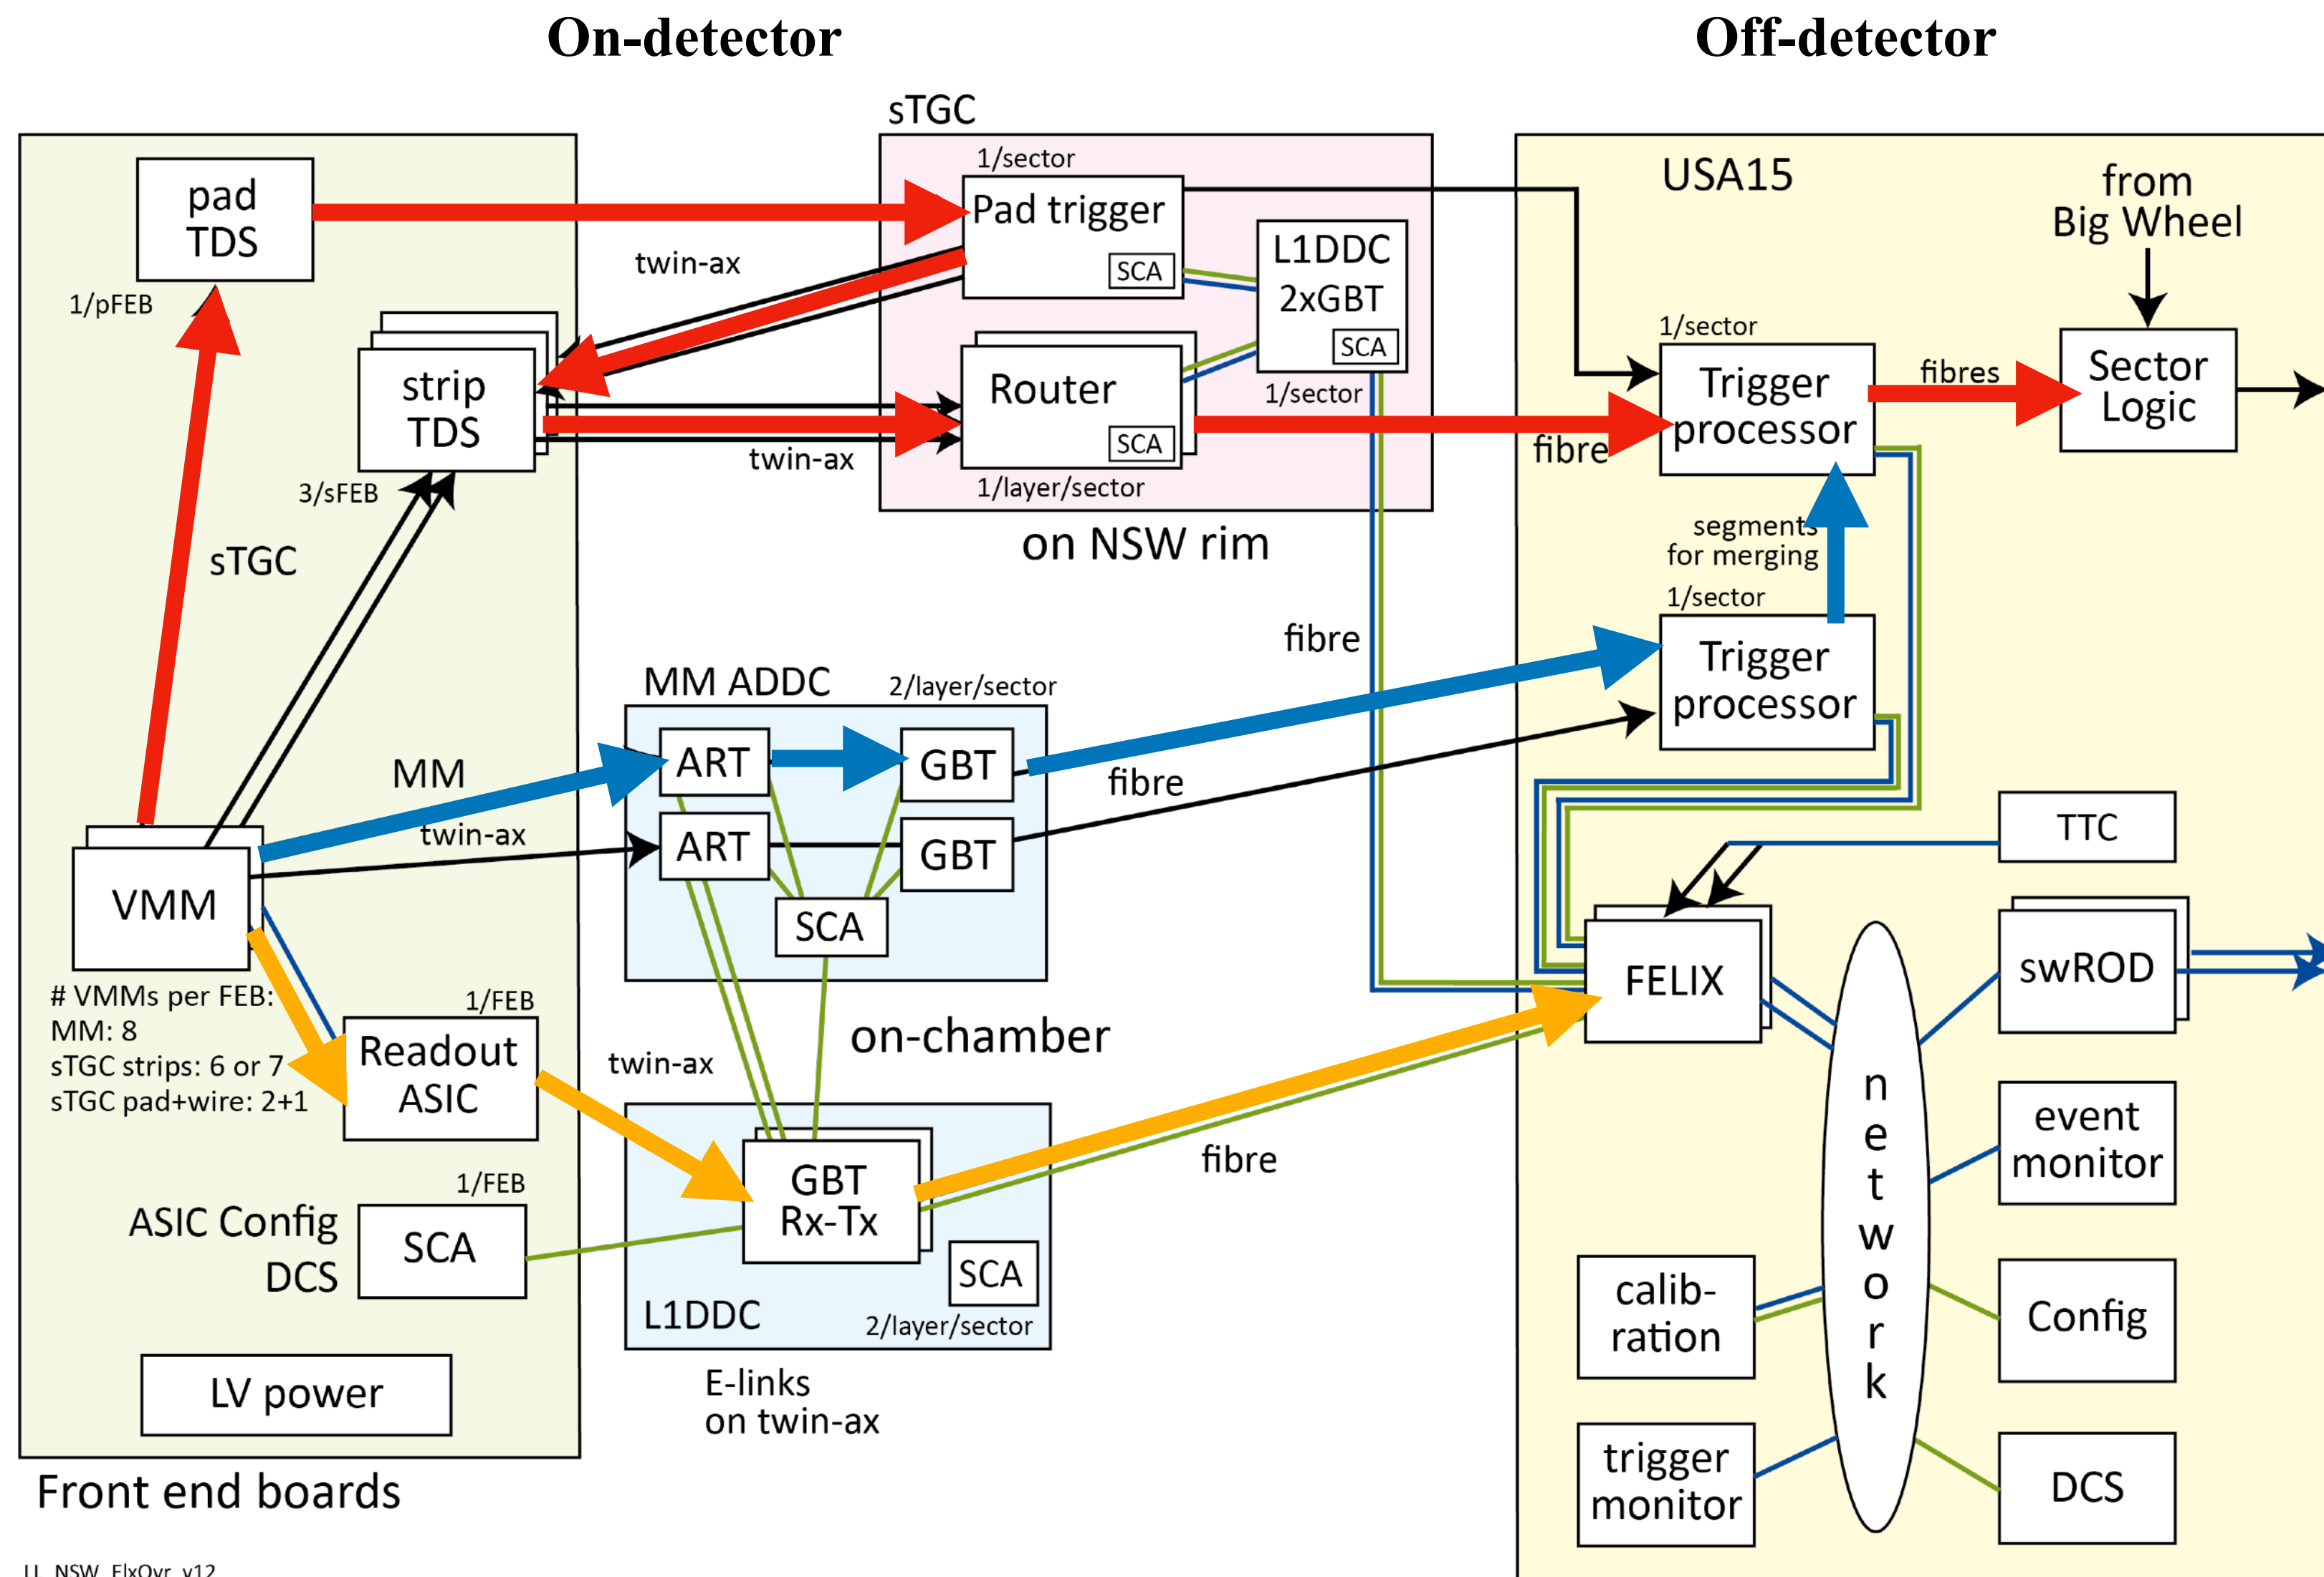 On-detector
Off-detector
sTGC
pad
TDS
1/pFEB
strip
TDS
3/sFEB
sTGC
twin-ax
twin-ax
1/sector
Pad trigger
SCA
L1DDC
2xGBT
SCA
1/sector
Router
SCA
1/layer/sector
on NSW rim
USA15
from
Big Wheel
1/sector
Trigger
processor
fibres
Sector
Logic
fibre
segments
for merging
1/sector
Trigger
processor
fibre
MM ADDC
2/layer/sector
ART
GBT
ART
GBT
SCA
fibre
MM
twin-ax
VMM
# VMMs per FEB:
MM: 8
sTGC strips: 6 or 7
sTGC pad+wire: 2+1
1/FEB
Readout
ASIC
twin-ax
on-chamber
1/FEB
ASIC Config
DCS
SCA
GBT
Rx-Tx
SCA
L1DDC
2/layer/sector
fibre
E-links
on twin-ax
LV power
Front end boards
TTC
FELIX
swROD
network
event
monitor
calib-
ration
Config
trigger
monitor
DCS
LL_NSW_ElxOvr_v12